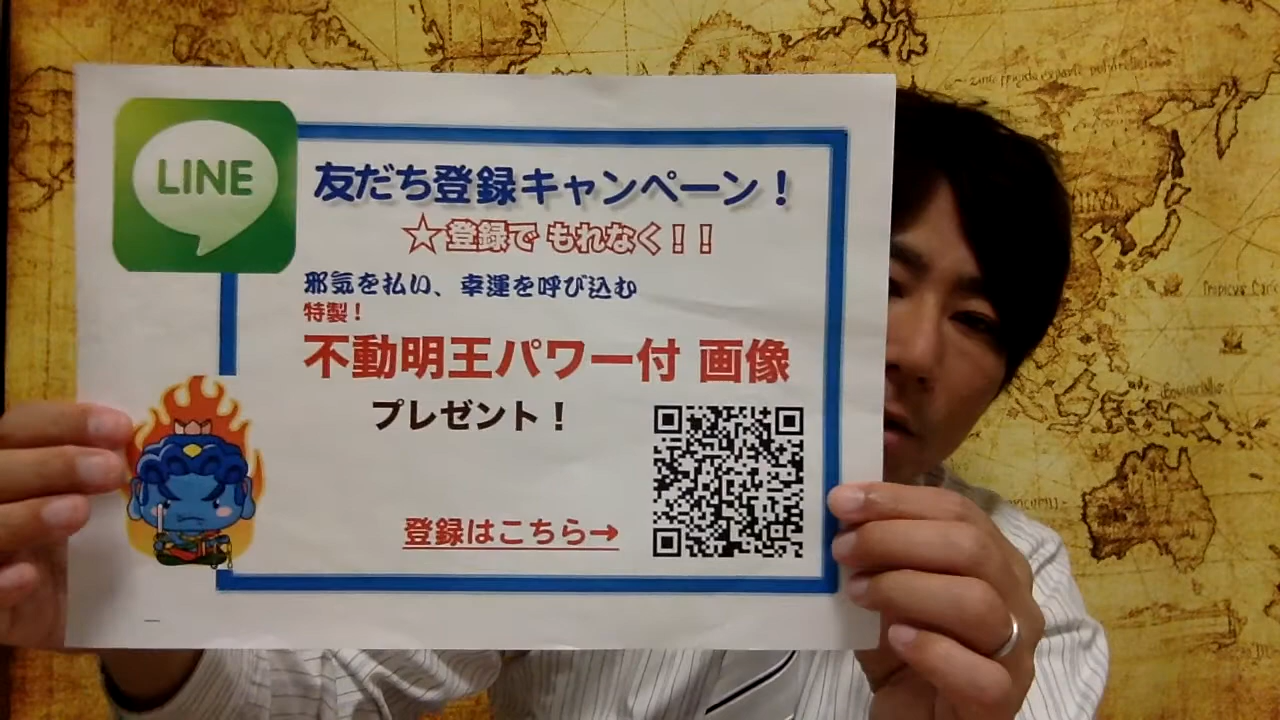 LINE
友だち登録キャンペーン！
☆登録で もれなく！！
邪気を払い、幸運を呼び込む
特製！
不動明王パワー付 画像
プレゼント！
登録はこちら→